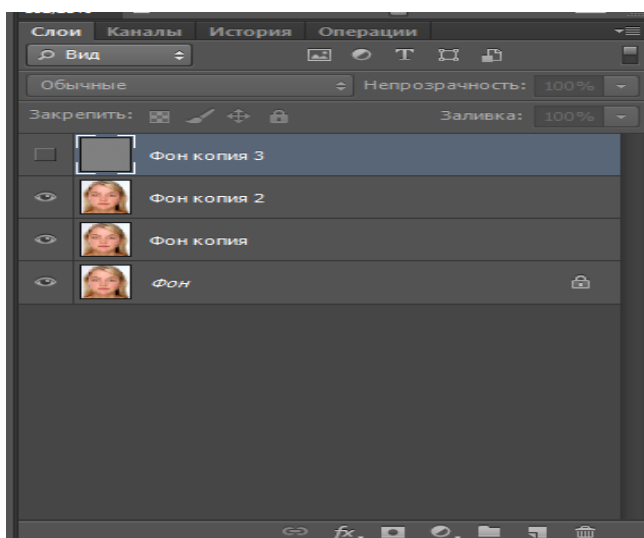 Слои Каналы История Операции
Вид
Обычные Непрозрачность: 100%
Закрепить: Заливка: 100%
Фон копия 3
Фон копия 2
Фон копия
Фон
fx